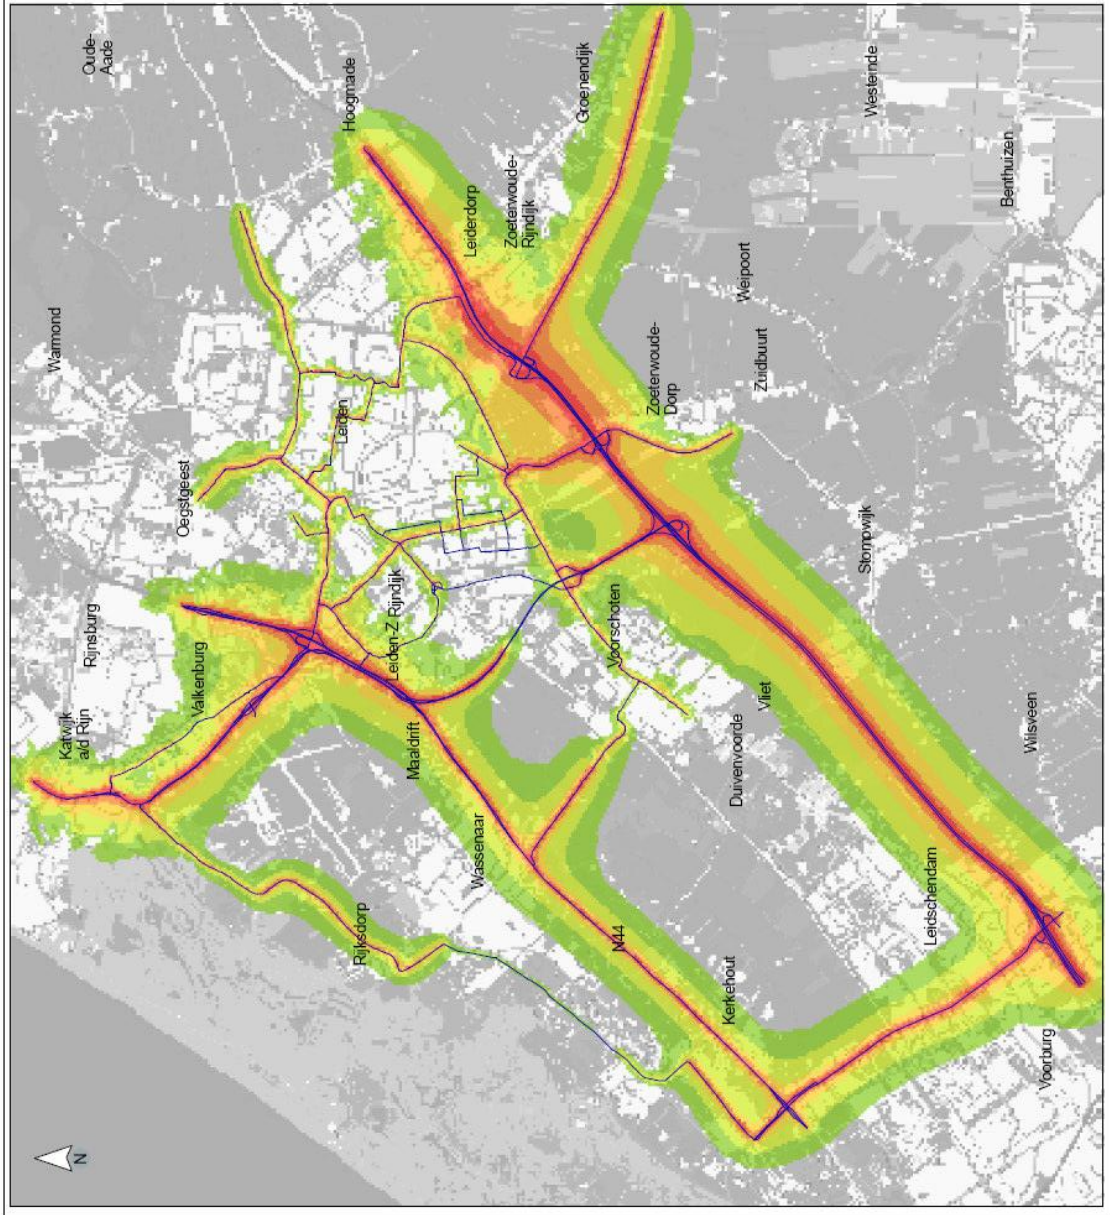 Oude-
Aade
Hoogmade
Groenendijk
Westeinde
Benthuizen
Leiderdorp
Zoeterwoude-
Rijndijk
Weipoort
Warmond
Zoeterwoude-
Dorp
Zuidbuurt
Leiden
Oegstgeest
Stompwijk
Rijnsburg
Leiden-Z Rijndijk
Voorschoten
Valkenburg
Vliet
Katwijk
a/d Rijn
Maaldrift
Duivenvoorde
Wilsveen
Wassenaar
Leidschendam
Rijksdorp
N44
Kerkehout
Voorburg
N